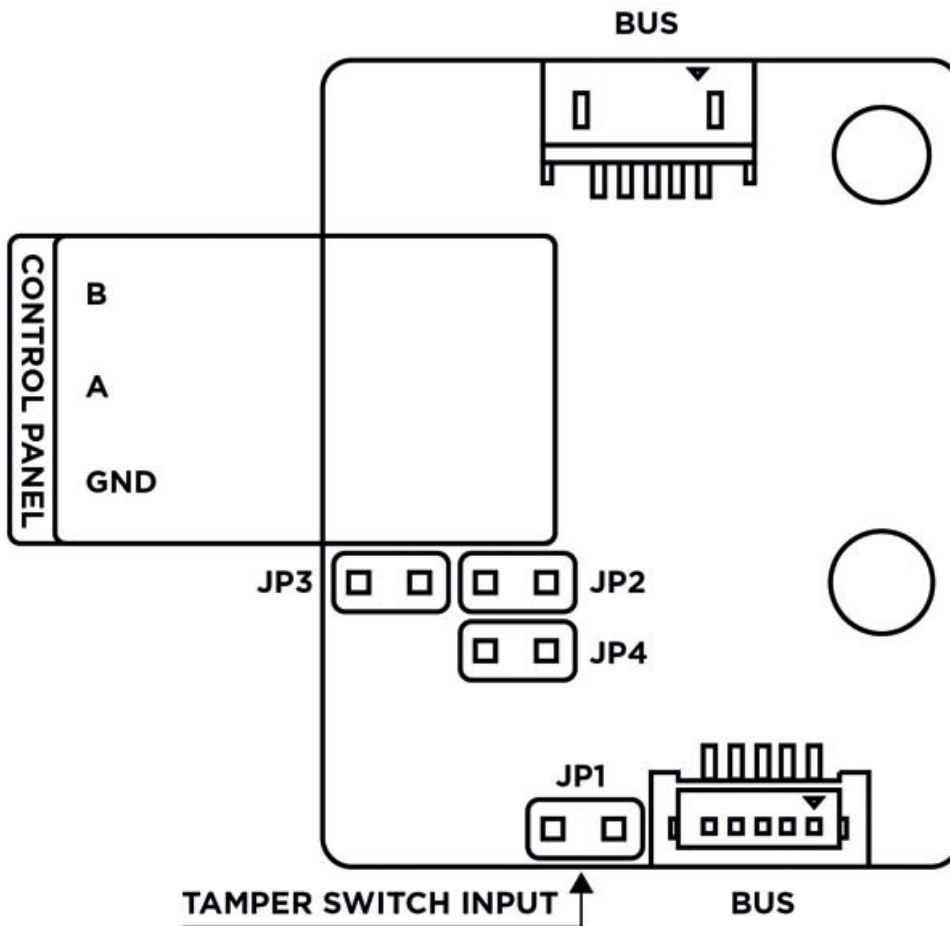 BUS
CONTROL PANEL
B
A
GND
JP3
JP2
JP4
JP1
TAMPER SWITCH INPUT
BUS